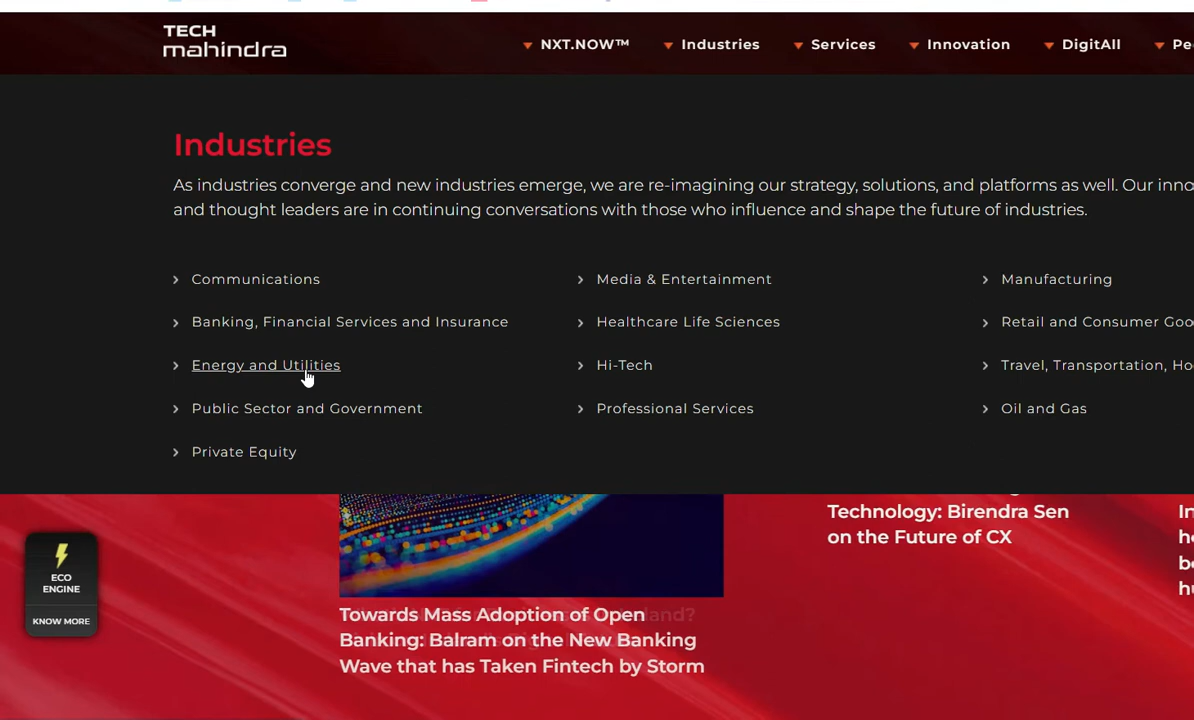 TECH
mahindra
NXT.NOW™ Industries Services Innovation DigitAll
Industries
As industries converge and new industries emerge, we are re-imagining our strategy, solutions, and platforms as well. Our
and thought leaders are in continuing conversations with those who influence and shape the future of industries.
Communications Media & Entertainment Manufacturing
Banking, Financial Services and Insurance Healthcare Life Sciences Retail and Consumer
Energy and Utilities Hi-Tech Travel, Transportation,
Public Sector and Government Professional Services Oil and Gas
Private Equity
Technology: Birendra Sen
on the Future of CX
ECO
ENGINE
KNOW MORE
Towards Mass Adoption of Open
Banking: Balram on the New Banking
Wave that has Taken Fintech by Storm